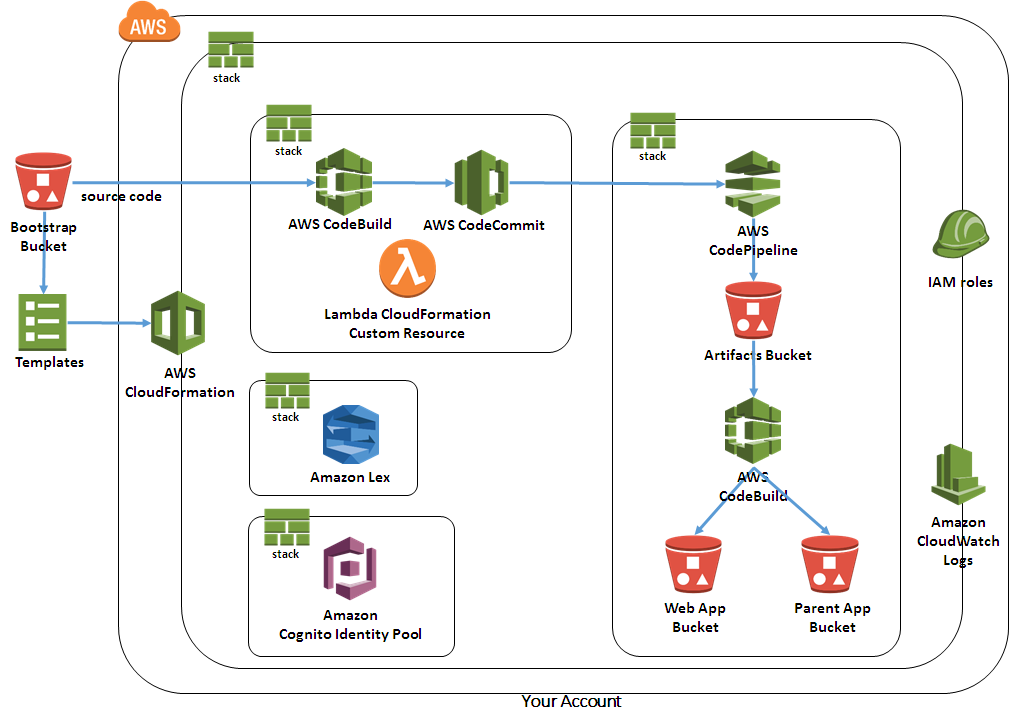 AWS
stack
stack
stack
source code
Bootstrap
Bucket
AWS CodeBuild
AWS CodeCommit
AWS
CodePipeline
IAM roles
Lambda CloudFormation
Custom Resource
Templates
AWS
CloudFormation
Artifacts Bucket
stack
Amazon Lex
AWS
CodeBuild
stack
Amazon
CloudWatch
Logs
Amazon
Cognito Identity Pool
Web App
Bucket
Parent App
Bucket
Your Account